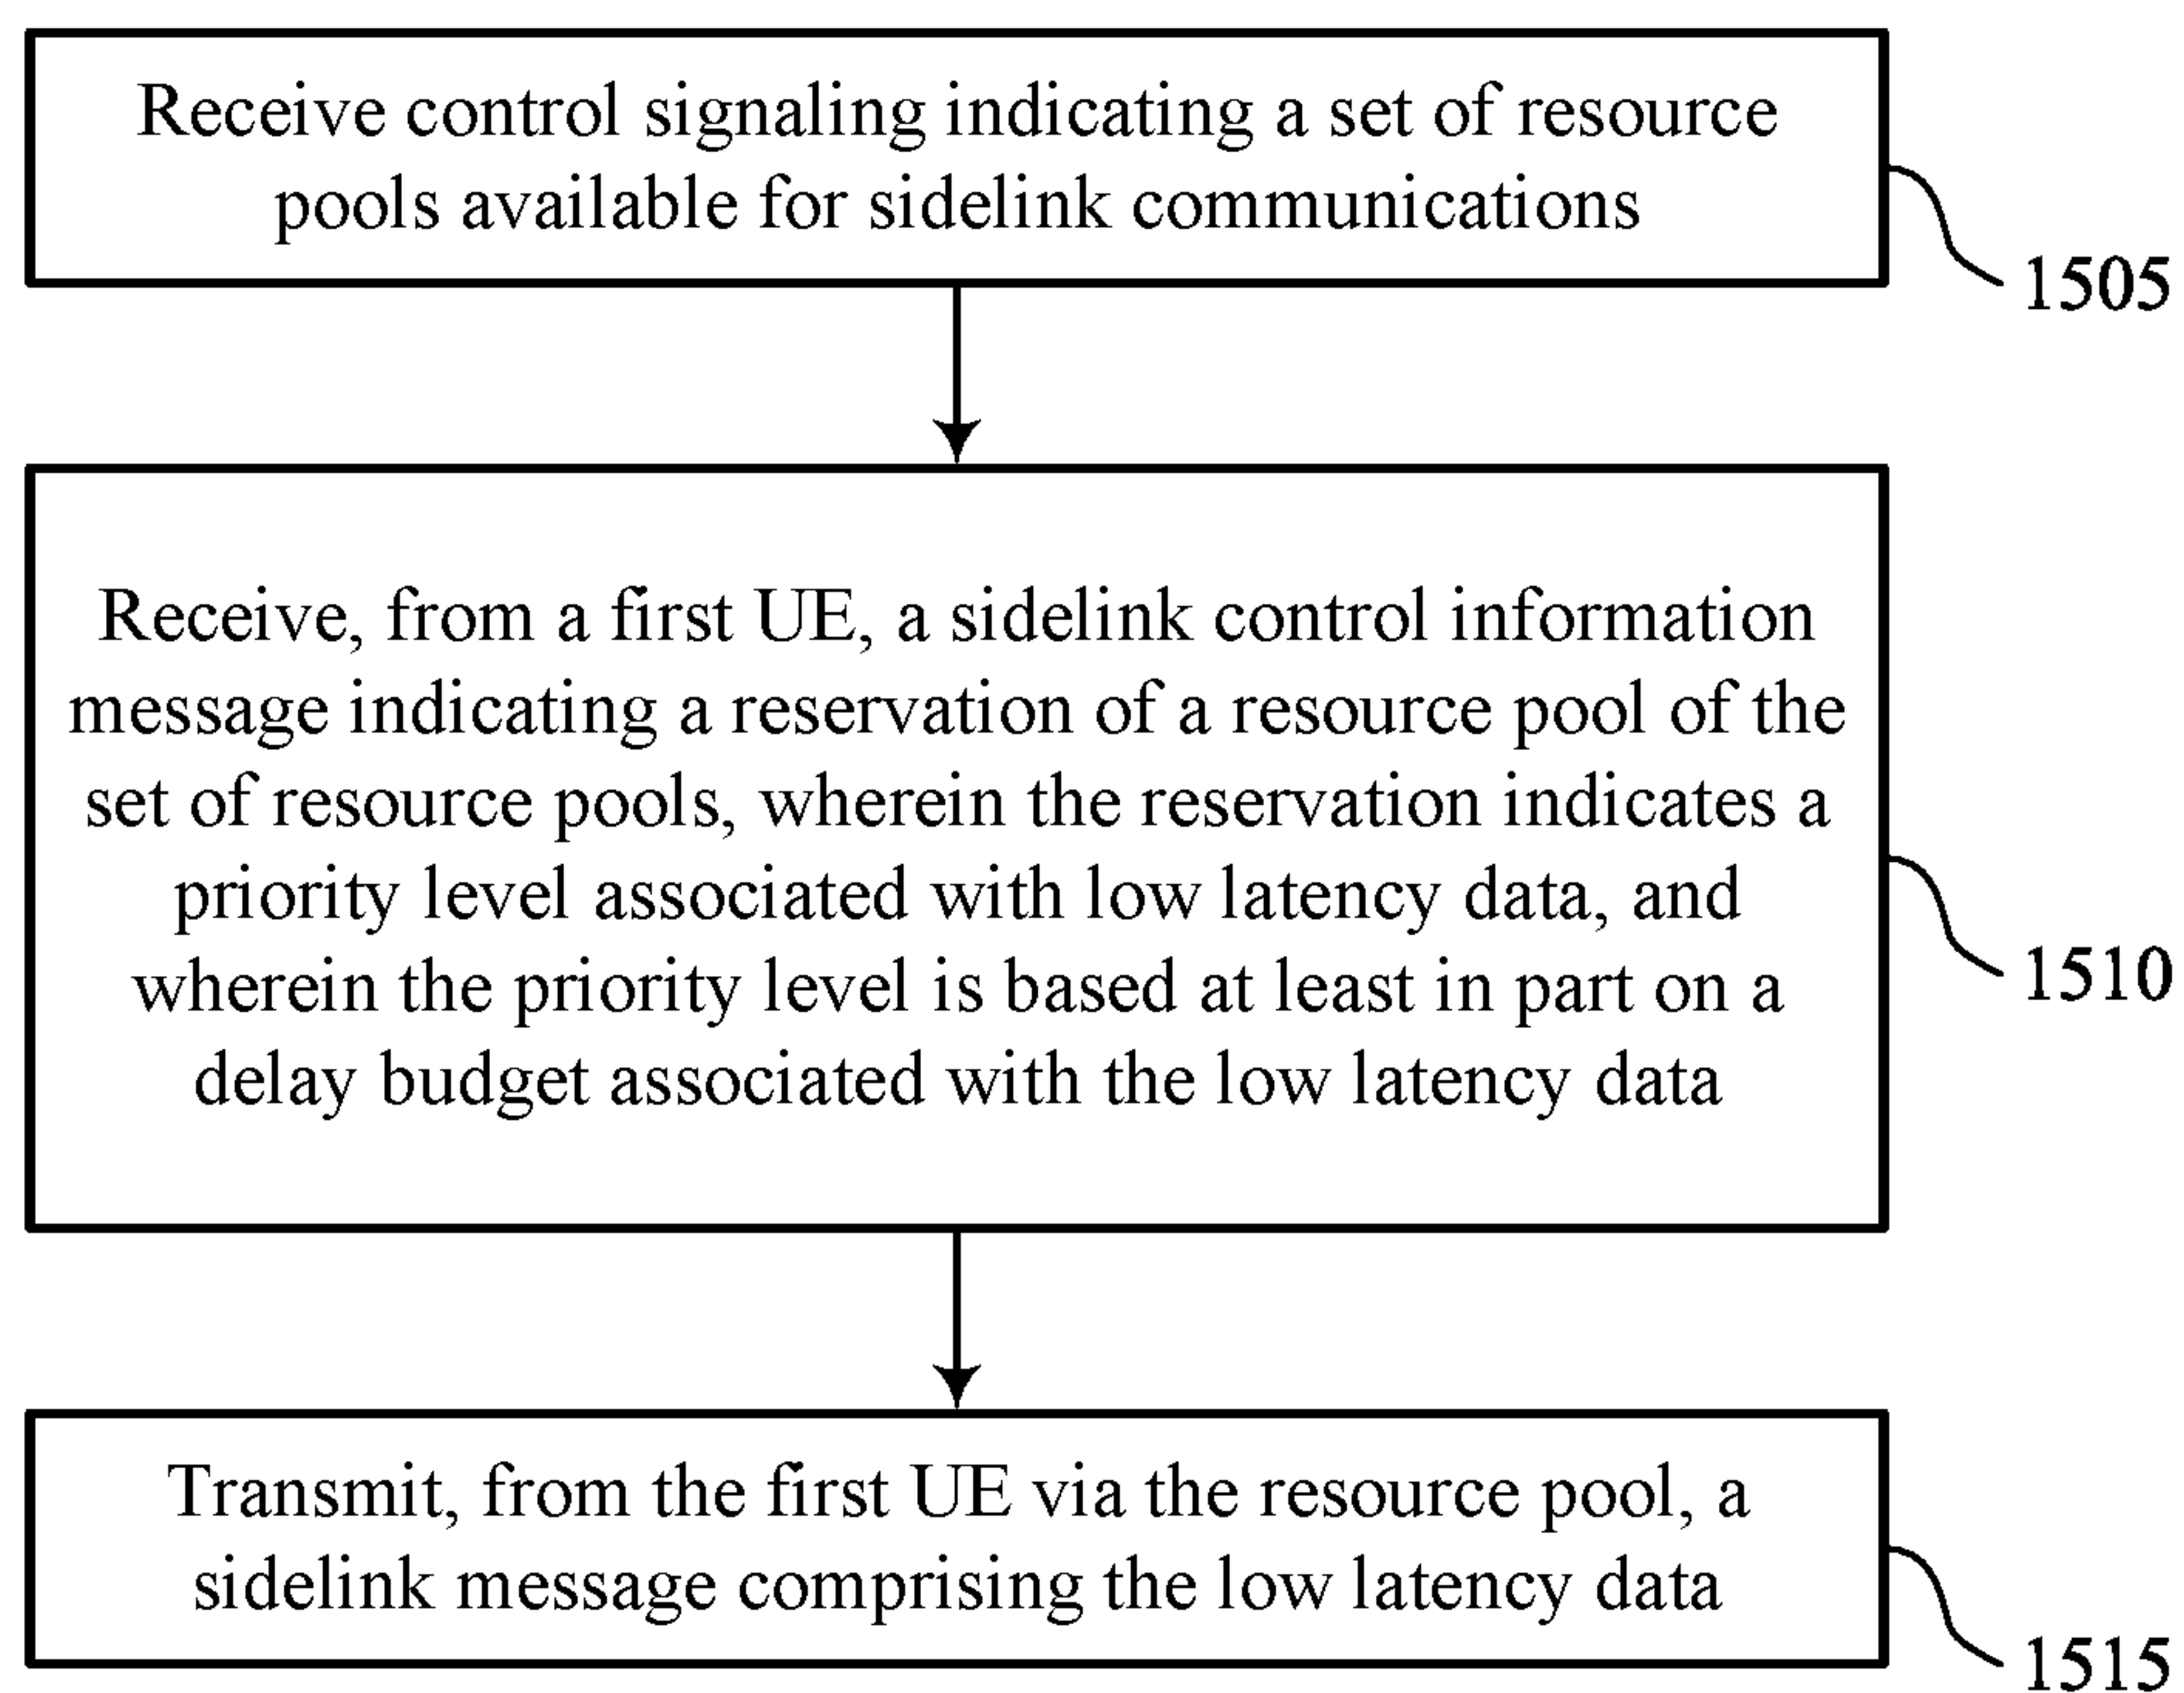 Receive control signaling indicating a set of resource
pools available for sidelink communications
1505
Receive, from a first UE, a sidelink control information
message indicating a reservation of a resource pool of the
set of resource pools, wherein the reservation indicates a
priority level associated with low latency data, and
wherein the priority level is based at least in part on a
delay budget associated with the low latency data
1510
Transmit, from the first UE via the resource pool, a
sidelink message comprising the low latency data
1515